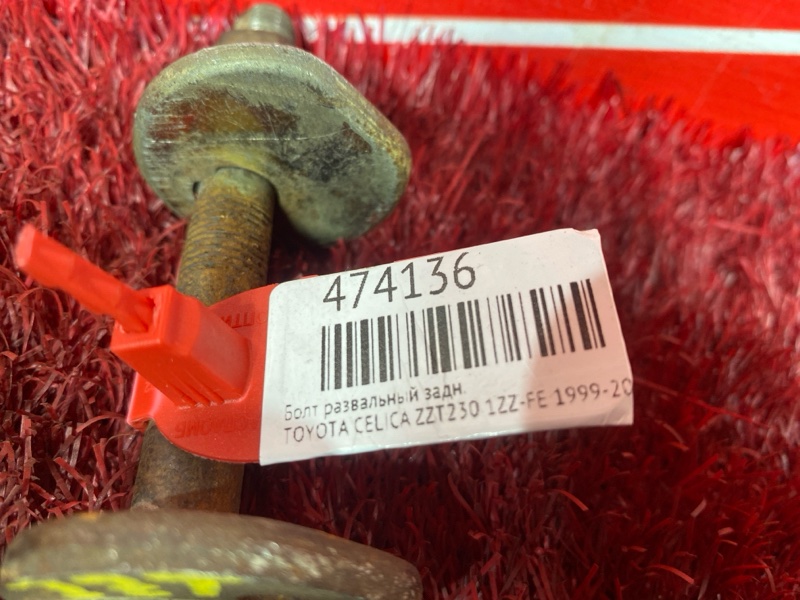 474136
Болт развальный задн.
TOYOTA CELICA ZZT230 1ZZ-FE 1999-20